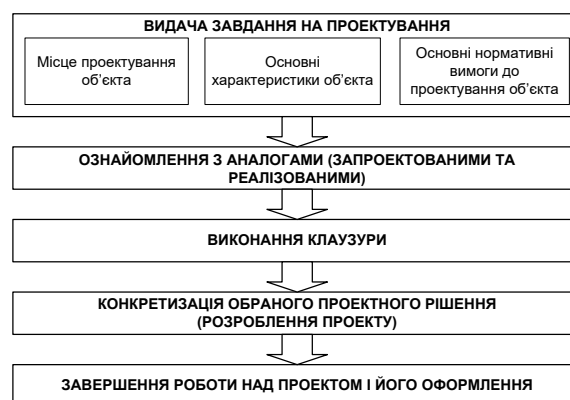 ВИДАЧА ЗАВДАННЯ НА ПРОЕКТУВАННЯ
Місце проектування
об’єкта
Основні
характеристики об’єкта
Основні нормативні
вимоги до
проектування об’єкта
ОЗНАЙОМЛЕННЯ З АНАЛОГАМИ (ЗАПРОЕКТОВАНИМИ ТА
РЕАЛІЗОВАНИМИ)
ВИКОНАННЯ КЛАУЗУРИ
КОНКРЕТИЗАЦІЯ ОБРАНОГО ПРОЕКТНОГО РІШЕННЯ
(РОЗРОБЛЕННЯ ПРОЕКТУ)
ЗАВЕРШЕННЯ РОБОТИ НАД ПРОЕКТОМ І ЙОГО ОФОРМЛЕННЯ